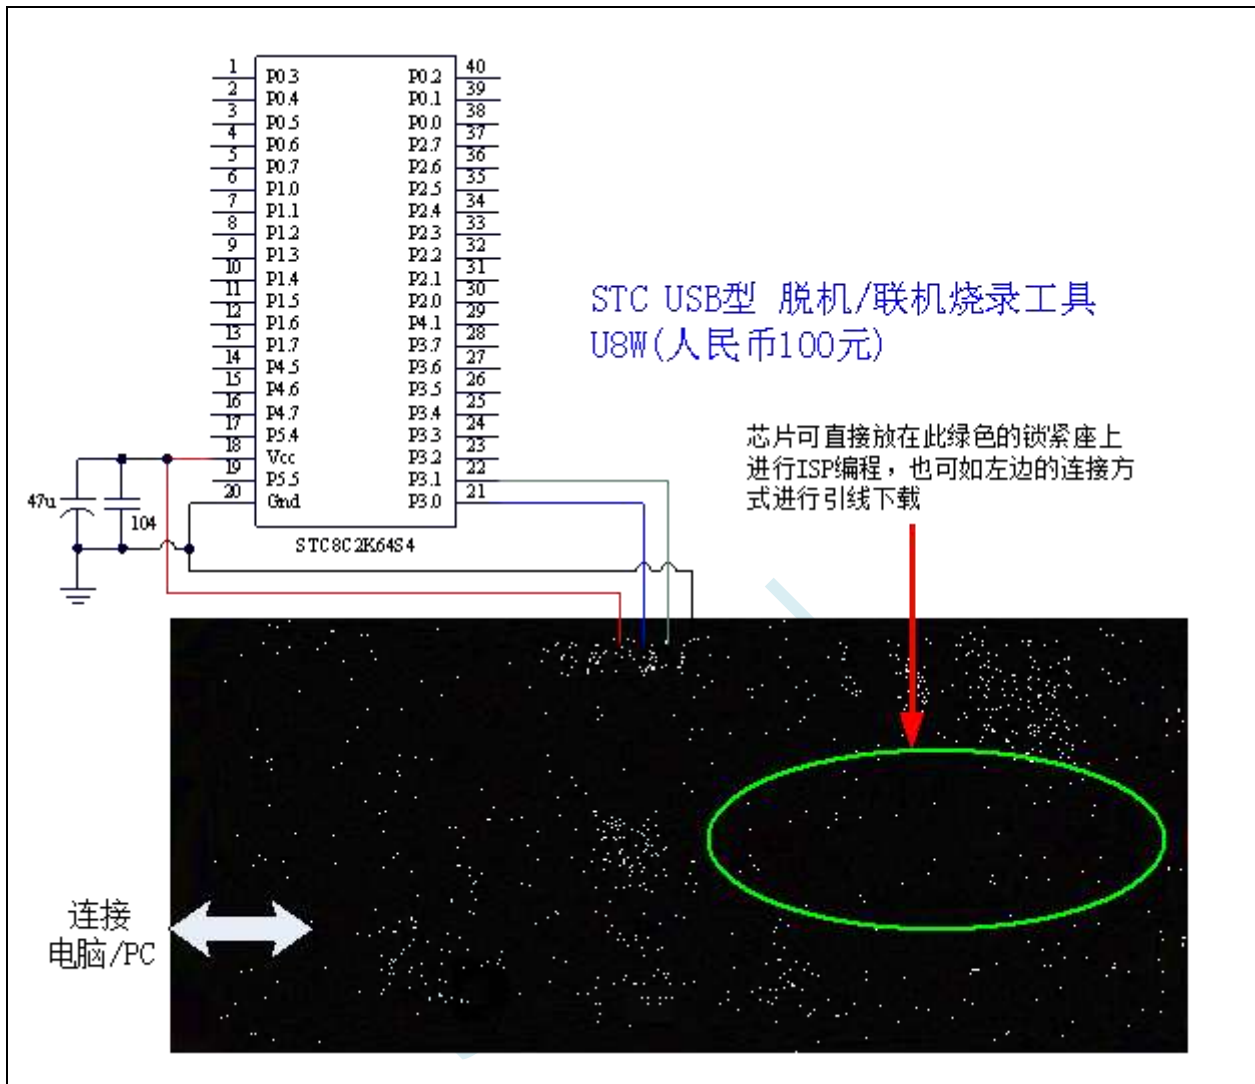 1 P0.3 P0.2 40
2 P0.4 P0.1 39
3 P0.5 P0.0 38
4 P0.6 P2.7 37
5 P0.7 P2.6 36
6 P1.0 P2.5 35
7 P1.1 P2.4 34
8 P1.2 P2.3 33
9 P1.3 P2.2 32
10 P1.4 P2.1 31
11 P1.5 P2.0 30
12 P1.6 P4.1 29
13 P1.7 P3.7 28
14 P4.5 P3.6 27
15 P4.6 P3.5 26
16 P4.7 P3.4 25
17 P5.4 P3.3 24
18 Vcc P3.2 23
19 P5.5 P3.1 22
20 Gnd P3.0 21
47u
104
STC8C2K64S4
STC USB型 脱机/联机烧录工具
U8W(人民币100元)
芯片可直接放在此绿色的锁紧座上
进行ISP编程，也可如左边的连接方
式进行引线下载
连接
电脑/PC